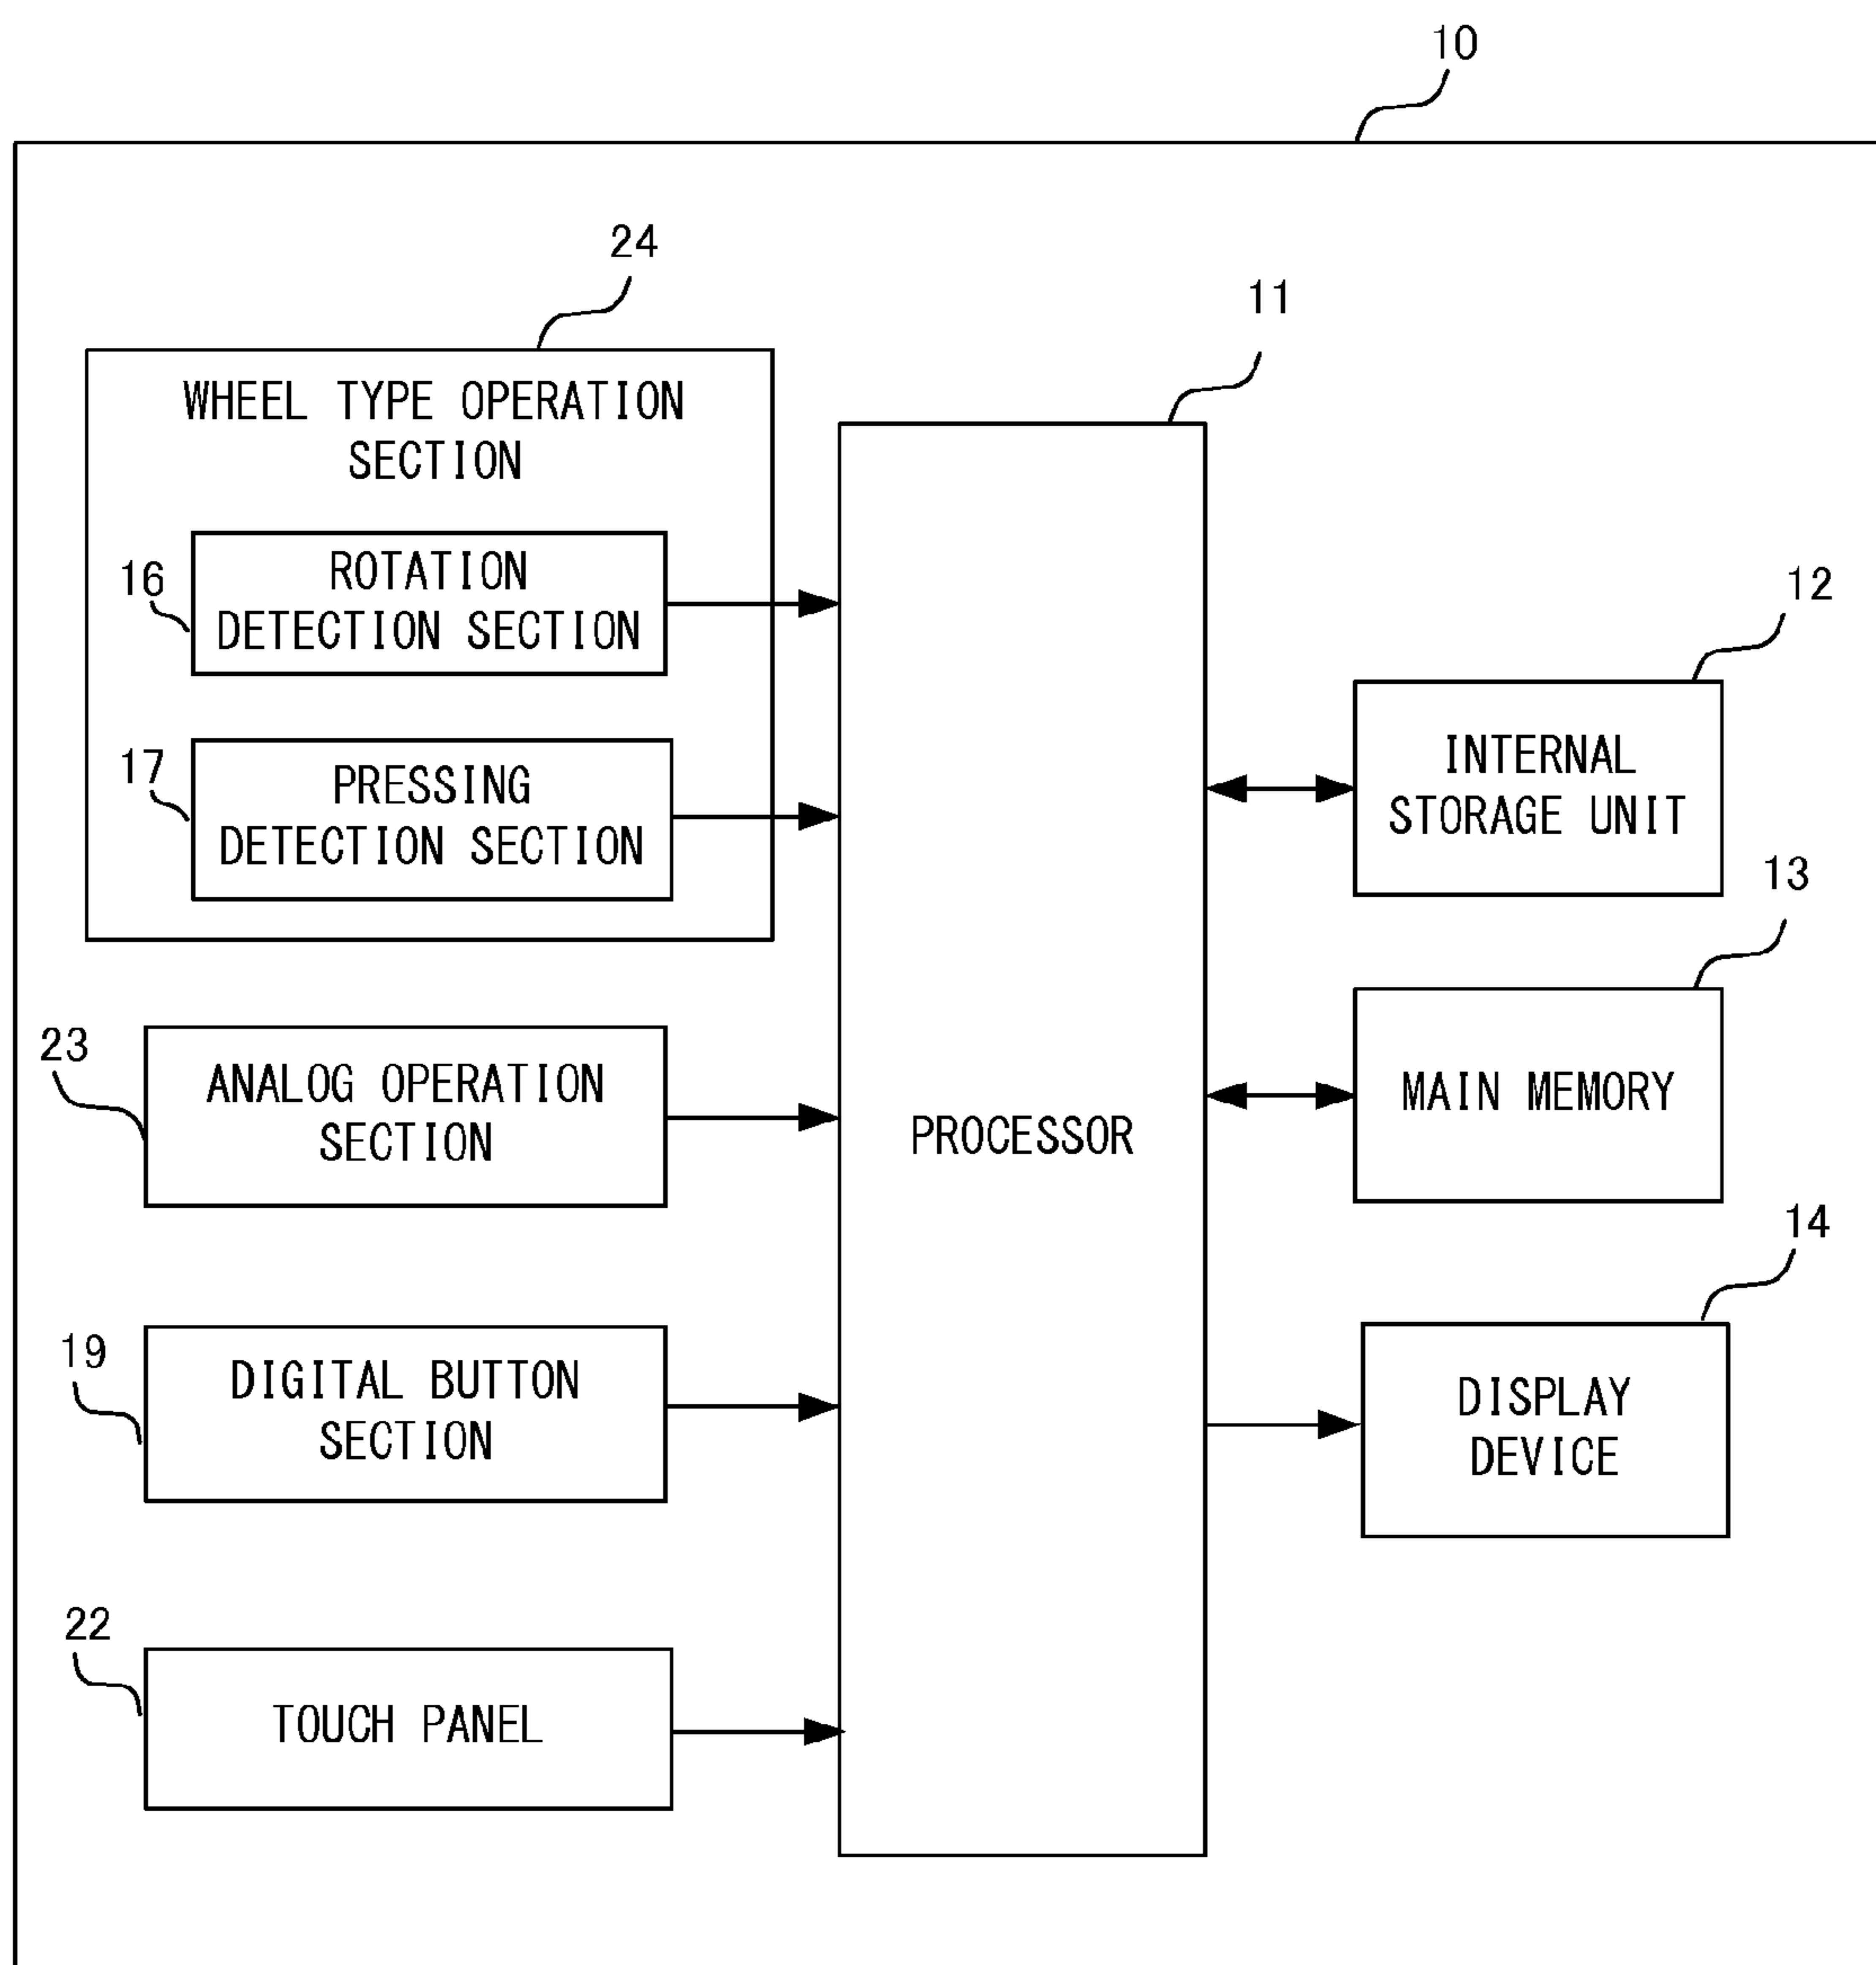 10
24
WHEEL TYPE OPERATION
SECTION
16
ROTATION
DETECTION SECTION
17
PRESSING
DETECTION SECTION
23
ANALOG OPERATION
SECTION
19
DIGITAL BUTTON
SECTION
22
TOUCH PANEL
11
PROCESSOR
12
INTERNAL
STORAGE UNIT
13
MAIN MEMORY
14
DISPLAY
DEVICE